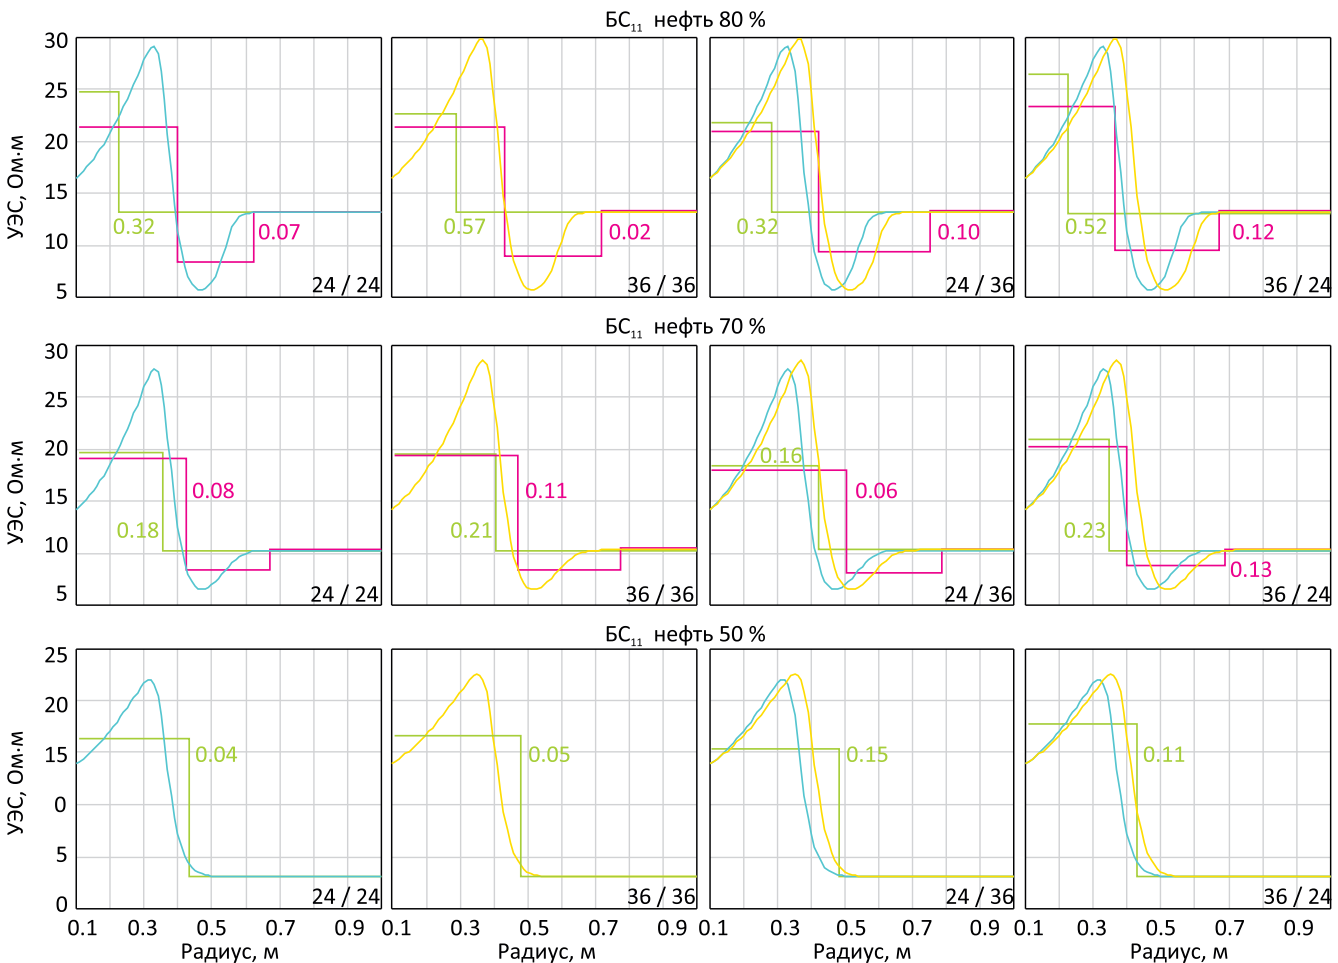 БС₁₁ нефть 80 %
УЭС, Ом·м
30
25
20
15
10
5
0.32
0.07
24 / 24
0.57
0.02
36 / 36
0.32
0.10
24 / 36
0.52
0.12
36 / 24
БС₁₁ нефть 70 %
УЭС, Ом·м
30
25
20
15
10
5
0.18
0.08
24 / 24
0.21
0.11
36 / 36
0.16
0.06
24 / 36
0.23
0.13
36 / 24
БС₁₁ нефть 50 %
УЭС, Ом·м
25
20
15
0
5
0
0.04
24 / 24
0.05
36 / 36
0.15
24 / 36
0.11
36 / 24
0.1 0.3 0.5 0.7 0.9
0.1 0.3 0.5 0.7 0.9
0.1 0.3 0.5 0.7 0.9
0.1 0.3 0.5 0.7 0.9
Радиус, м
Радиус, м
Радиус, м
Радиус, м